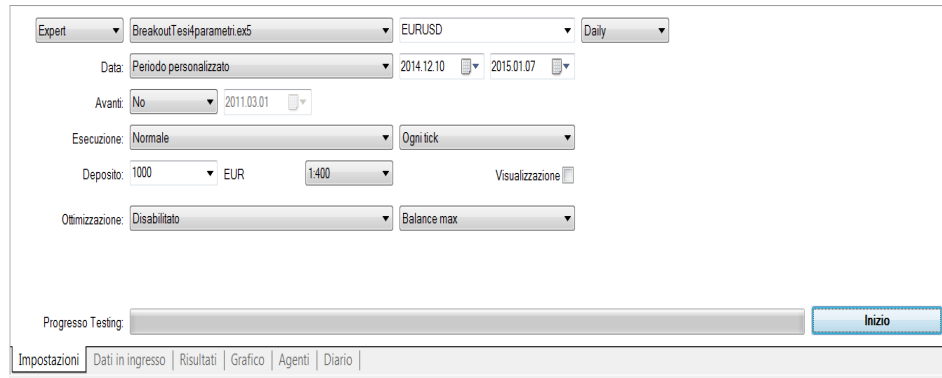 Expert BreakoutTesi4parametri.ex5 EURUSD Daily
Data: Periodo personalizzato 2014.12.10 2015.01.07
Avanti: No 2011.03.01
Esecuzione: Normale Ogni tick
Deposito: 1000 EUR 1:400 Visualizzazione
Ottimizzazione: Disabilitato Balance max
Progresso Testing: Inizio
Impostazioni Dati in ingresso Risultati Grafico Agenti Diario